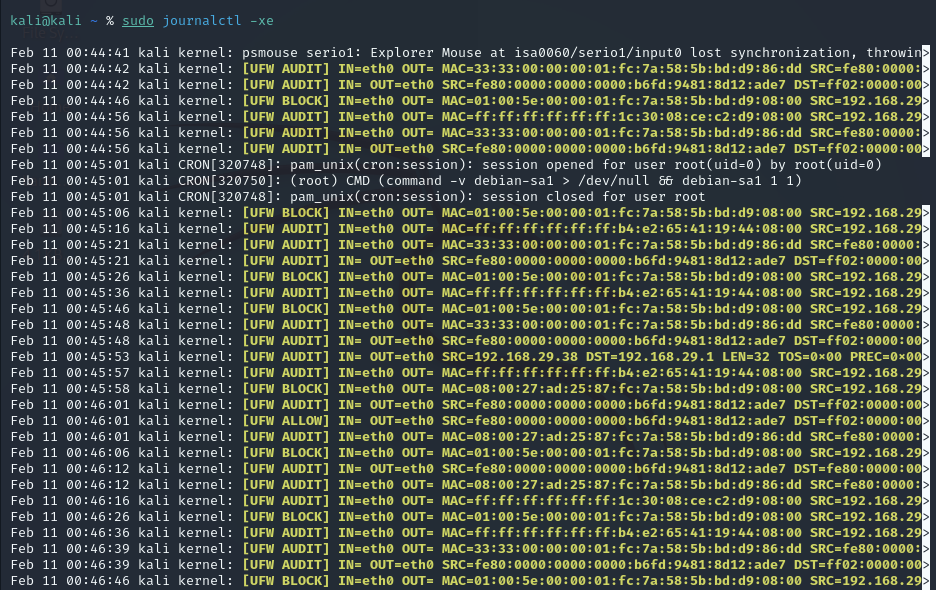 kali@kali ~ % sudo journalctl -xe
Feb 11 00:44:41 kali kernel: psmouse serio1: Explorer Mouse at isa0060/serio1/input0 lost synchronization, throwin>
Feb 11 00:44:42 kali kernel: [UFW AUDIT] IN=eth0 OUT= MAC=33:33:00:00:00:01:fc:7a:58:5b:bd:d9:86:dd SRC=fe80:0000:>
Feb 11 00:44:42 kali kernel: [UFW AUDIT] IN= OUT=eth0 SRC=fe80:0000:0000:0000:b6fd:9481:8d12:ade7 DST=ff02:0000:00>
Feb 11 00:44:46 kali kernel: [UFW BLOCK] IN=eth0 OUT= MAC=01:00:5e:00:00:01:fc:7a:58:5b:bd:d9:08:00 SRC=192.168.29>
Feb 11 00:44:56 kali kernel: [UFW AUDIT] IN=eth0 OUT= MAC=ff:ff:ff:ff:ff:ff:1c:30:08:ce:c2:d9:08:00 SRC=192.168.29>
Feb 11 00:44:56 kali kernel: [UFW AUDIT] IN=eth0 OUT= MAC=33:33:00:00:00:01:fc:7a:58:5b:bd:d9:86:dd SRC=fe80:0000:>
Feb 11 00:44:56 kali kernel: [UFW AUDIT] IN= OUT=eth0 SRC=fe80:0000:0000:0000:b6fd:9481:8d12:ade7 DST=ff02:0000:00>
Feb 11 00:45:01 kali CRON[320748]: pam_unix(cron:session): session opened for user root(uid=0) by root(uid=0)
Feb 11 00:45:01 kali CRON[320750]: (root) CMD (command -v debian-sa1 > /dev/null && debian-sa1 1 1)
Feb 11 00:45:01 kali CRON[320748]: pam_unix(cron:session): session closed for user root
Feb 11 00:45:06 kali kernel: [UFW BLOCK] IN=eth0 OUT= MAC=01:00:5e:00:00:01:fc:7a:58:5b:bd:d9:08:00 SRC=192.168.29>
Feb 11 00:45:16 kali kernel: [UFW AUDIT] IN=eth0 OUT= MAC=ff:ff:ff:ff:ff:ff:b4:e2:65:41:19:44:08:00 SRC=192.168.29>
Feb 11 00:45:21 kali kernel: [UFW AUDIT] IN=eth0 OUT= MAC=33:33:00:00:00:01:fc:7a:58:5b:bd:d9:86:dd SRC=fe80:0000:>
Feb 11 00:45:21 kali kernel: [UFW AUDIT] IN= OUT=eth0 SRC=fe80:0000:0000:0000:b6fd:9481:8d12:ade7 DST=ff02:0000:00>
Feb 11 00:45:26 kali kernel: [UFW BLOCK] IN=eth0 OUT= MAC=01:00:5e:00:00:01:fc:7a:58:5b:bd:d9:08:00 SRC=192.168.29>
Feb 11 00:45:36 kali kernel: [UFW AUDIT] IN=eth0 OUT= MAC=ff:ff:ff:ff:ff:ff:b4:e2:65:41:19:44:08:00 SRC=192.168.29>
Feb 11 00:45:46 kali kernel: [UFW BLOCK] IN=eth0 OUT= MAC=01:00:5e:00:00:01:fc:7a:58:5b:bd:d9:08:00 SRC=192.168.29>
Feb 11 00:45:48 kali kernel: [UFW AUDIT] IN=eth0 OUT= MAC=33:33:00:00:00:01:fc:7a:58:5b:bd:d9:86:dd SRC=fe80:0000:>
Feb 11 00:45:48 kali kernel: [UFW AUDIT] IN= OUT=eth0 SRC=fe80:0000:0000:0000:b6fd:9481:8d12:ade7 DST=ff02:0000:00>
Feb 11 00:45:53 kali kernel: [UFW AUDIT] IN= OUT=eth0 SRC=192.168.29.38 DST=192.168.29.1 LEN=32 TOS=0x00 PREC=0x00>
Feb 11 00:45:57 kali kernel: [UFW AUDIT] IN=eth0 OUT= MAC=ff:ff:ff:ff:ff:ff:b4:e2:65:41:19:44:08:00 SRC=192.168.29>
Feb 11 00:45:58 kali kernel: [UFW BLOCK] IN=eth0 OUT= MAC=08:00:27:ad:25:87:fc:7a:58:5b:bd:d9:08:00 SRC=192.168.29>
Feb 11 00:46:01 kali kernel: [UFW AUDIT] IN= OUT=eth0 SRC=fe80:0000:0000:0000:b6fd:9481:8d12:ade7 DST=ff02:0000:00>
Feb 11 00:46:01 kali kernel: [UFW ALLOW] IN= OUT=eth0 SRC=fe80:0000:0000:0000:b6fd:9481:8d12:ade7 DST=ff02:0000:00>
Feb 11 00:46:01 kali kernel: [UFW AUDIT] IN=eth0 OUT= MAC=08:00:27:ad:25:87:fc:7a:58:5b:bd:d9:86:dd SRC=fe80:0000:>
Feb 11 00:46:06 kali kernel: [UFW BLOCK] IN=eth0 OUT= MAC=01:00:5e:00:00:01:fc:7a:58:5b:bd:d9:08:00 SRC=192.168.29>
Feb 11 00:46:12 kali kernel: [UFW AUDIT] IN= OUT=eth0 SRC=fe80:0000:0000:0000:b6fd:9481:8d12:ade7 DST=fe80:0000:00>
Feb 11 00:46:12 kali kernel: [UFW AUDIT] IN=eth0 OUT= MAC=08:00:27:ad:25:87:fc:7a:58:5b:bd:d9:86:dd SRC=fe80:0000:>
Feb 11 00:46:16 kali kernel: [UFW AUDIT] IN=eth0 OUT= MAC=ff:ff:ff:ff:ff:ff:1c:30:08:ce:c2:d9:08:00 SRC=192.168.29>
Feb 11 00:46:26 kali kernel: [UFW BLOCK] IN=eth0 OUT= MAC=01:00:5e:00:00:01:fc:7a:58:5b:bd:d9:08:00 SRC=192.168.29>
Feb 11 00:46:36 kali kernel: [UFW AUDIT] IN=eth0 OUT= MAC=ff:ff:ff:ff:ff:ff:b4:e2:65:41:19:44:08:00 SRC=192.168.29>
Feb 11 00:46:39 kali kernel: [UFW AUDIT] IN=eth0 OUT= MAC=33:33:00:00:00:01:fc:7a:58:5b:bd:d9:86:dd SRC=fe80:0000:>
Feb 11 00:46:39 kali kernel: [UFW AUDIT] IN= OUT=eth0 SRC=fe80:0000:0000:0000:b6fd:9481:8d12:ade7 DST=ff02:0000:00>
Feb 11 00:46:46 kali kernel: [UFW BLOCK] IN=eth0 OUT= MAC=01:00:5e:00:00:01:fc:7a:58:5b:bd:d9:08:00 SRC=192.168.29>